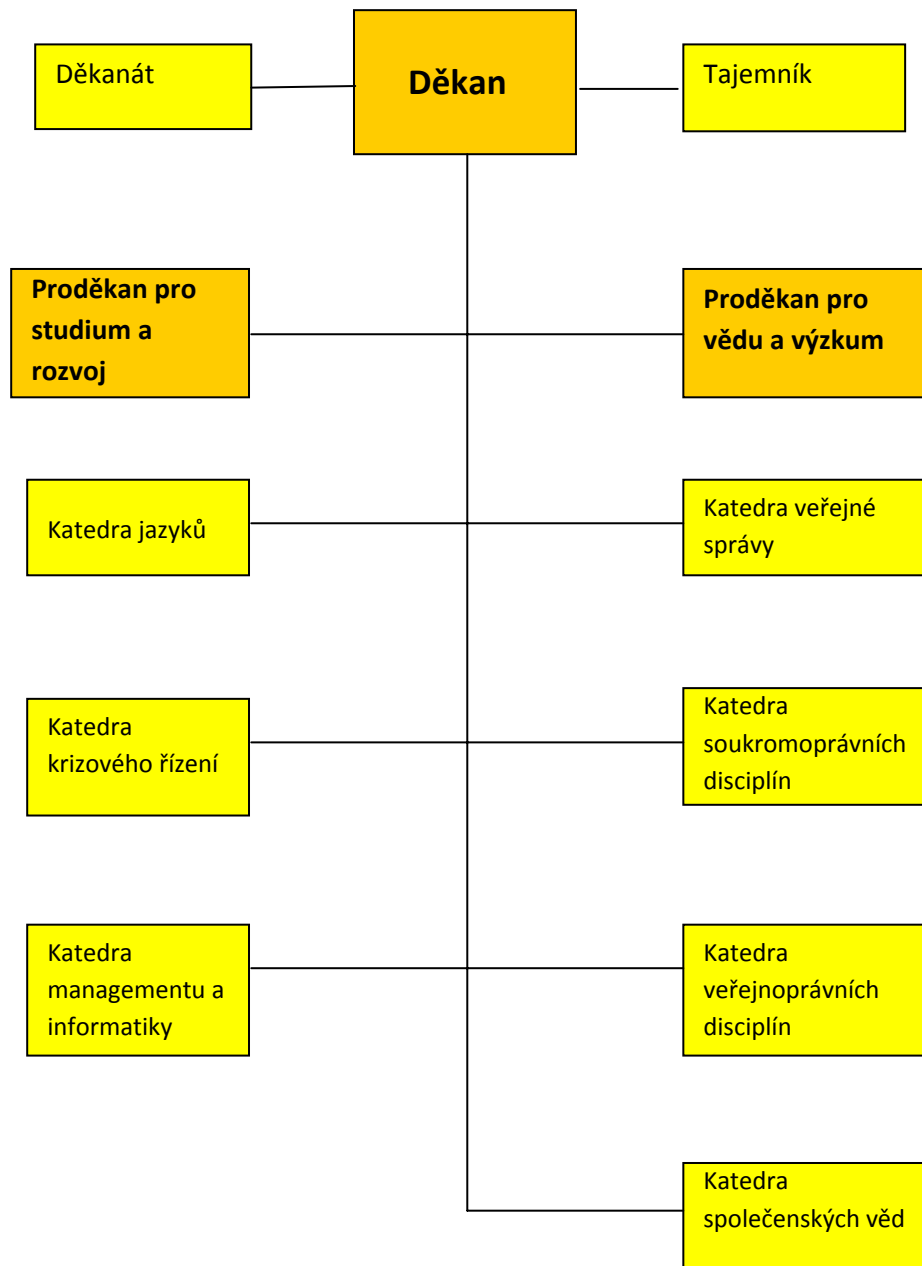 Děkanát
Děkan
Tajemník
Proděkan pro
studium a
rozvoj
Proděkan pro
vědu a výzkum
Katedra jazyků
Katedra veřejné
správy
Katedra
krizového řízení
Katedra
soukromoprávních
disciplín
Katedra
managementu a
informatiky
Katedra
veřejnoprávních
disciplín
Katedra
společenských věd